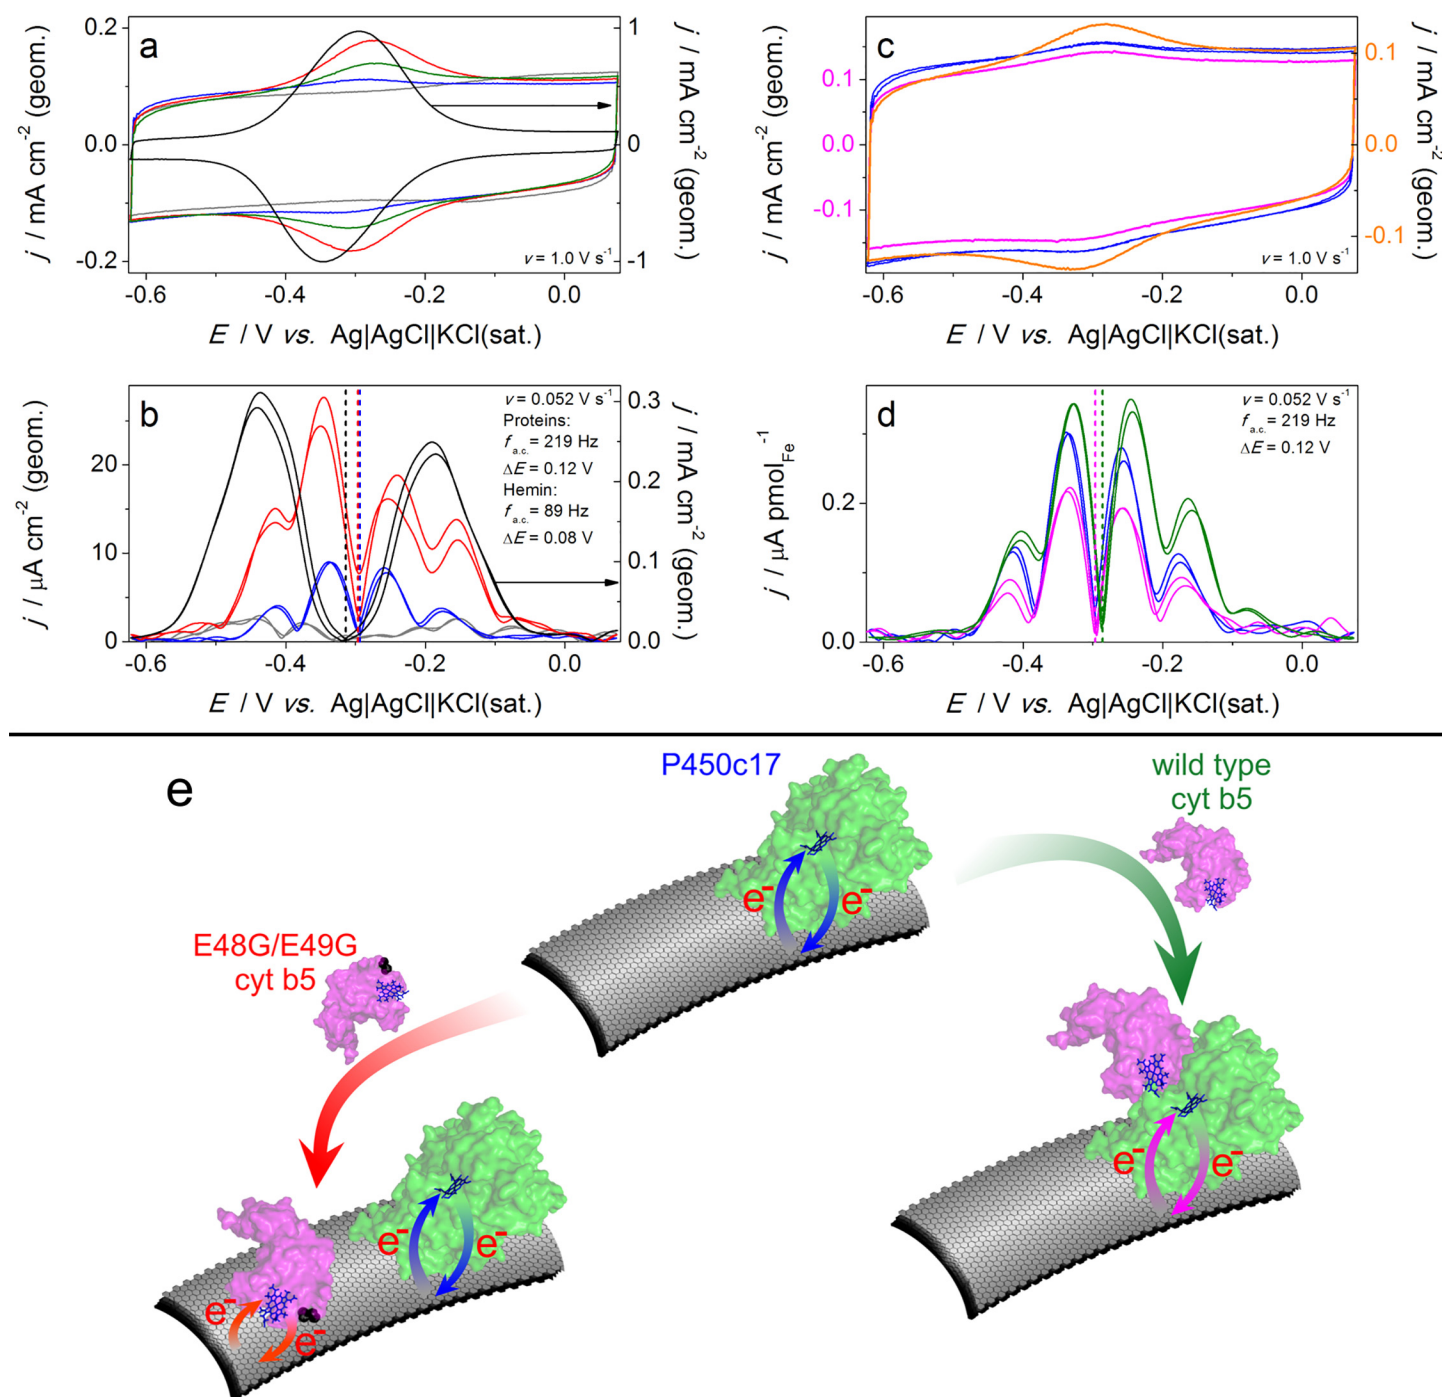 a
0.2
0.0
-0.2
1
0
-1
j / mA cm-2 (geom.)
j / mA cm-2 (geom.)
ν = 1.0 V s-1
-0.6 -0.4 -0.2 0.0
E / V vs. Ag|AgCl|KCl(sat.)
c
0.1
0.0
-0.1
0.1
0.0
-0.1
j / mA cm-2 (geom.)
j / mA cm-2 (geom.)
ν = 1.0 V s-1
-0.6 -0.4 -0.2 0.0
E / V vs. Ag|AgCl|KCl(sat.)
b
20
10
0
0.3
0.2
0.1
0.0
j / μA cm-2 (geom.)
j / mA cm-2 (geom.)
ν = 0.052 V s-1
Proteins:
fa.c. = 219 Hz
ΔE = 0.12 V
Hemin:
fa.c. = 89 Hz
ΔE = 0.08 V
-0.6 -0.4 -0.2 0.0
E / V vs. Ag|AgCl|KCl(sat.)
d
0.2
0.0
j / μA pmolFe-1
ν = 0.052 V s-1
fa.c. = 219 Hz
ΔE = 0.12 V
-0.6 -0.4 -0.2 0.0
E / V vs. Ag|AgCl|KCl(sat.)
e
P450c17
wild type
cyt b5
E48G/E49G
cyt b5
e- e-
e- e-
e- e-
e- e-